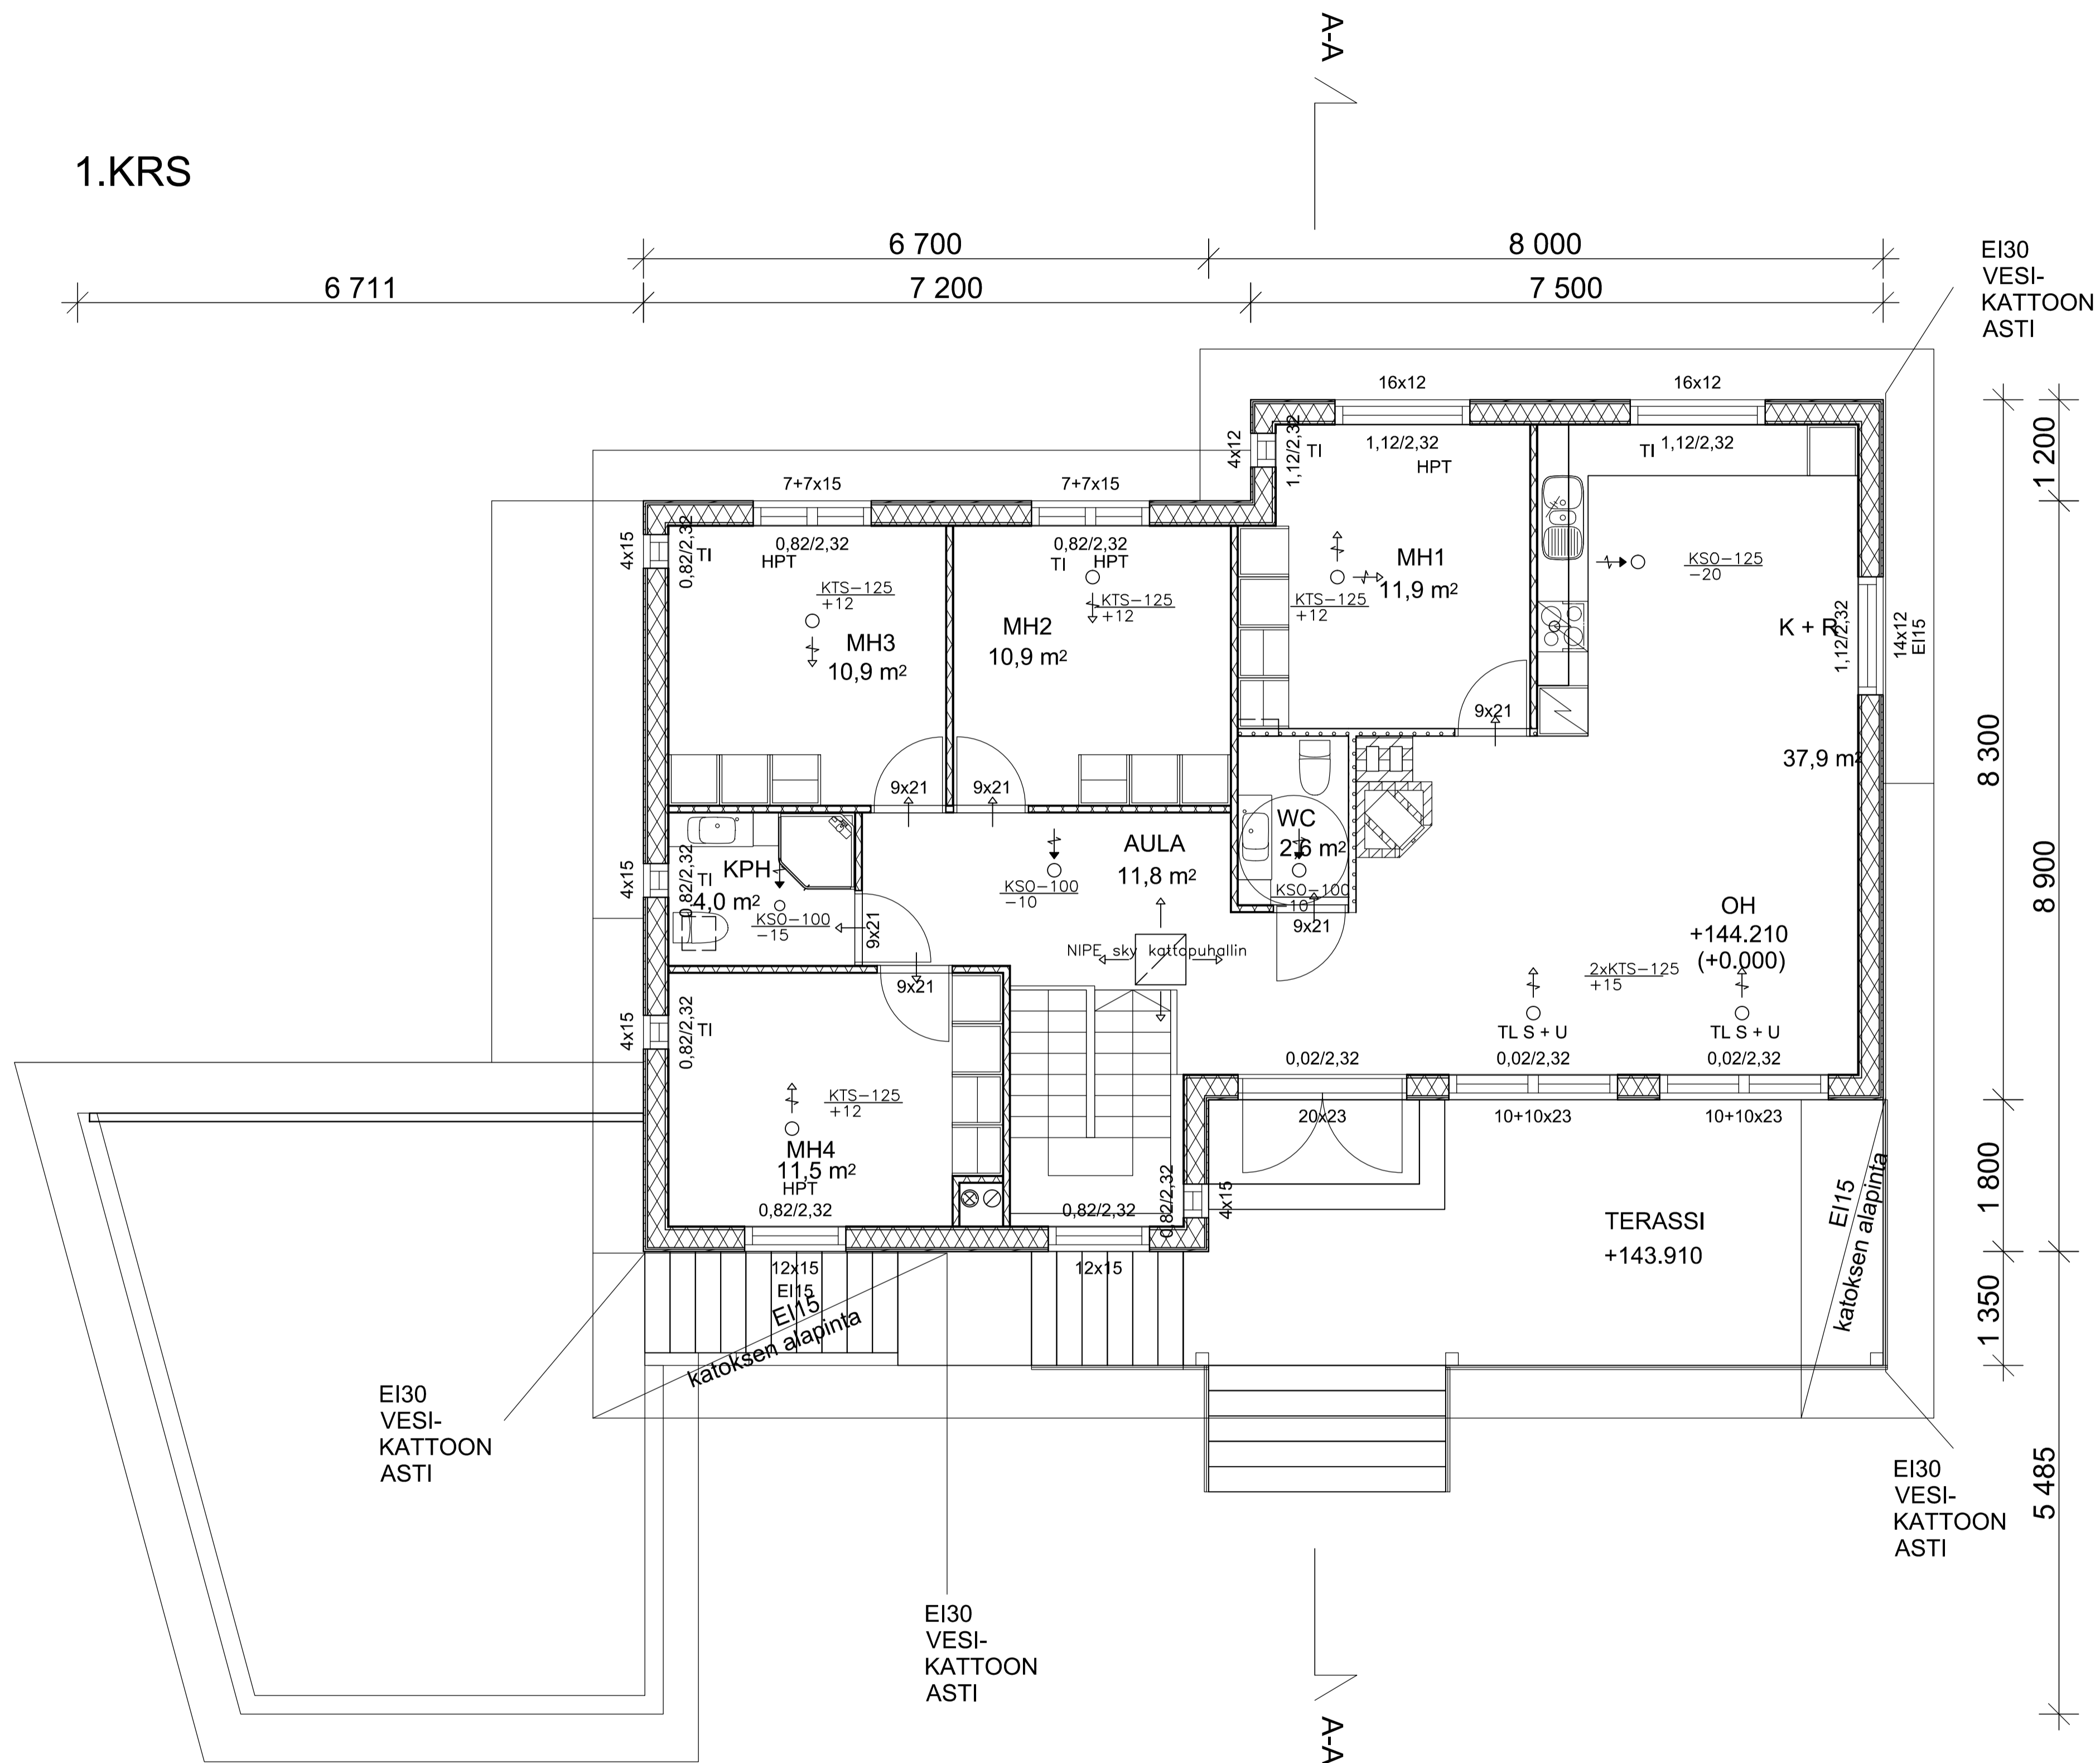 A-A
1.KRS
6 700
8 000
6 711
7 200
7 500
EI30
VESI-
KATTOON
ASTI
16x12
16x12
4x12
1,12/2,32
TI
1,12/2,32
HPT
TI
1,12/2,32
1 200
7+7x15
7+7x15
4x15
0,82/2,32
TI
0,82/2,32
HPT
0,82/2,32
TI
HPT
KTS-125
+12
KTS-125
+12
KTS-125
+12
MH1
11,9 m²
KSO-125
-20
MH3
10,9 m²
MH2
10,9 m²
K + R
1,12/2,32
14x12
EI15
9x21
37,9 m²
8 300
9x21
9x21
WC
2,6 m²
AULA
11,8 m²
4x15
0,82/2,32
TI
KPH
4,0 m²
KSO-100
-15
9x21
KSO-100
-10
KSO-100
-10
9x21
8 900
OH
+144.210
(+0.000)
NIPE sky kattopuhallin
2xKTS-125
+15
9x21
4x15
0,82/2,32
TI
TL S + U
TL S + U
0,02/2,32
0,02/2,32
0,02/2,32
KTS-125
+12
20x23
10+10x23
10+10x23
MH4
11,5 m²
HPT
0,82/2,32
0,82/2,32
0,82/2,32
4x15
1 800
TERASSI
+143.910
EI15
katoksen alapinta
12x15
EI15
12x15
EI15
katoksen alapinta
1 350
EI30
VESI-
KATTOON
ASTI
EI30
VESI-
KATTOON
ASTI
5 485
EI30
VESI-
KATTOON
ASTI
A-A